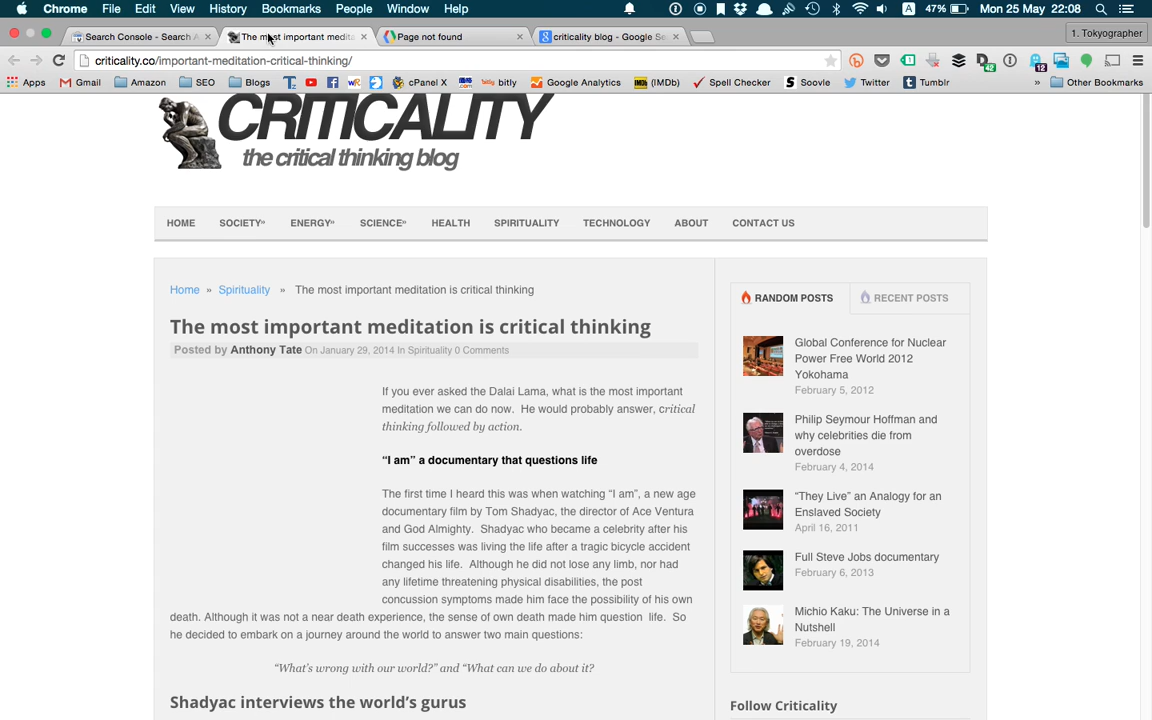 Chrome File Edit View History Bookmarks People Window Help 47% Mon 25 May 22:08
Search Console - Search A The most important medita Page not found criticality blog - Google Se 1. Tokyographer
criticality.co/important-meditation-critical-thinking/
Apps Gmail Amazon SEO Blogs cPanel X bitly Google Analytics (IMDb) Spell Checker Soovle Twitter Tumblr » Other Bookmarks
CRITICALITY
the critical thinking blog
HOME SOCIETY» ENERGY» SCIENCE» HEALTH SPIRITUALITY TECHNOLOGY ABOUT CONTACT US
Home » Spirituality » The most important meditation is critical thinking
The most important meditation is critical thinking
Posted by Anthony Tate On January 29, 2014 In Spirituality 0 Comments
If you ever asked the Dalai Lama, what is the most important
meditation we can do now. He would probably answer, critical
thinking followed by action.
“I am” a documentary that questions life
The first time I heard this was when watching “I am”, a new age
documentary film by Tom Shadyac, the director of Ace Ventura
and God Almighty. Shadyac who became a celebrity after his
film successes was living the life after a tragic bicycle accident
changed his life. Although he did not lose any limb, nor had
any lifetime threatening physical disabilities, the post
concussion symptoms made him face the possibility of his own
death. Although it was not a near death experience, the sense of own death made him question life. So
he decided to embark on a journey around the world to answer two main questions:
“What’s wrong with our world?” and “What can we do about it?
Shadyac interviews the world’s gurus
RANDOM POSTS RECENT POSTS
Global Conference for Nuclear
Power Free World 2012
Yokohama
February 5, 2012
Philip Seymour Hoffman and
why celebrities die from
overdose
February 4, 2014
“They Live” an Analogy for an
Enslaved Society
April 16, 2011
Full Steve Jobs documentary
February 6, 2013
Michio Kaku: The Universe in a
Nutshell
February 19, 2014
Follow Criticality